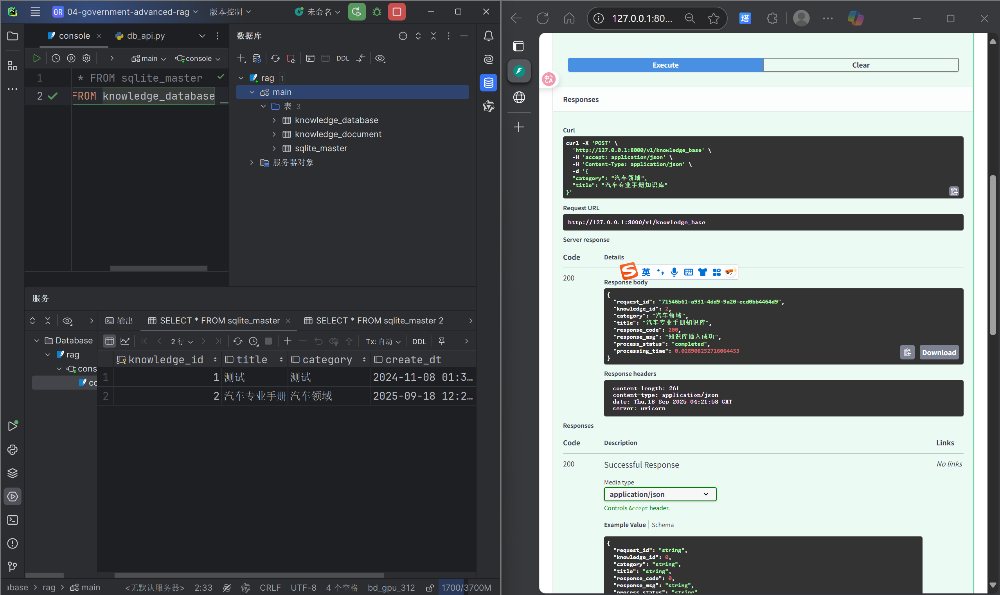 PC
0R 04-government-advanced-rag 版本控制 未命名
console db_api.py
main console
1 * FROM sqlite_master
2 FROM knowledge_database
数据库
DDL
rag 1
main
表 3
knowledge_database
knowledge_document
sqlite_master
服务器对象
服务
输出 SELECT * FROM sqlite_master SELECT * FROM sqlite_master 2
Database
rag
cons
co
2 行 Tx: 自动 DDL
knowledge_id title category create_dt
1 1 测试 测试 2024-11-08 01:3…
2 2 汽车专业手册 汽车领域 2025-09-18 12:2…
abase > rag > main <无默认服务器> 2:33 CRLF UTF-8 4 个空格 bd_gpu_312 1700/3700M
127.0.0.1:80... 塔
Execute Clear
Responses
Curl
curl -X 'POST' \
'http://127.0.0.1:8000/v1/knowledge_base' \
-H 'accept: application/json' \
-H 'Content-Type: application/json' \
-d '{
"category": "汽车领域",
"title": "汽车专业手册知识库"
}'
Request URL
http://127.0.0.1:8000/v1/knowledge_base
Server response
Code Details
英
200
Response body
{
"request_id": "71546b61-a931-4dd9-9a20-ecd0bb4464d9",
"knowledge_id": 2,
"category": "汽车领域",
"title": "汽车专业手册知识库",
"response_code": 200,
"response_msg": "知识库插入成功",
"process_status": "completed",
"processing_time": 0.028908252716064453
}
Download
Response headers
content-length: 261
content-type: application/json
date: Thu,18 Sep 2025 04:21:58 GMT
server: uvicorn
Responses
Code Description Links
200 Successful Response No links
Media type
application/json
Controls Accept header.
Example Value Schema
{
"request_id": "string",
"knowledge_id": 0,
"category": "string",
"title": "string",
"response_code": 0,
"response_msg": "string",
"process_status": "string"